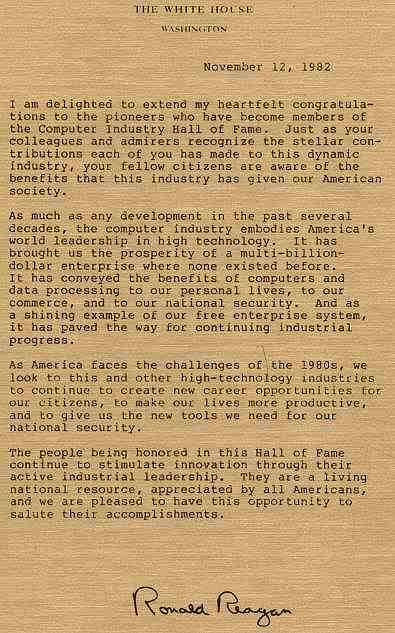 THE WHITE HOUSE
WASHINGTON
November 12, 1982
I am delighted to extend my heartfelt congratula-
tions to the pioneers who have become members of
the Computer Industry Hall of Fame.  Just as your
colleagues and admirers recognize the stellar con-
tributions each of you has made to this dynamic
industry, your fellow citizens are aware of the
benefits that this industry has given our American
society.
As much as any development in the past several
decades, the computer industry embodies America's
world leadership in high technology.  It has
brought us the prosperity of a multi-billion-
dollar enterprise where none existed before.
It has conveyed the benefits of computers and
data processing to our personal lives, to our
commerce, and to our national security.  And as
a shining example of our free enterprise system,
it has paved the way for continuing industrial
progress.
As America faces the challenges of the 1980s, we
look to this and other high-technology industries
to continue to create new career opportunities for
our citizens, to make our lives more productive,
and to give us the new tools we need for our
national security.
The people being honored in this Hall of Fame
continue to stimulate innovation through their
active industrial leadership.  They are a living
national resource, appreciated by all Americans,
and we are pleased to have this opportunity to
salute their accomplishments.
Ronald Reagan